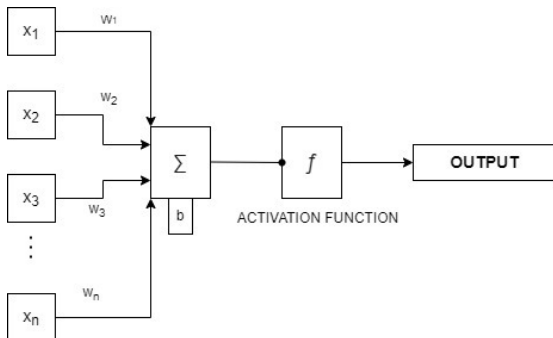 x₁
W₁
x₂
w₂
Σ
f
OUTPUT
x₃
w₃
b
ACTIVATION FUNCTION
⋮
wₙ
xₙ